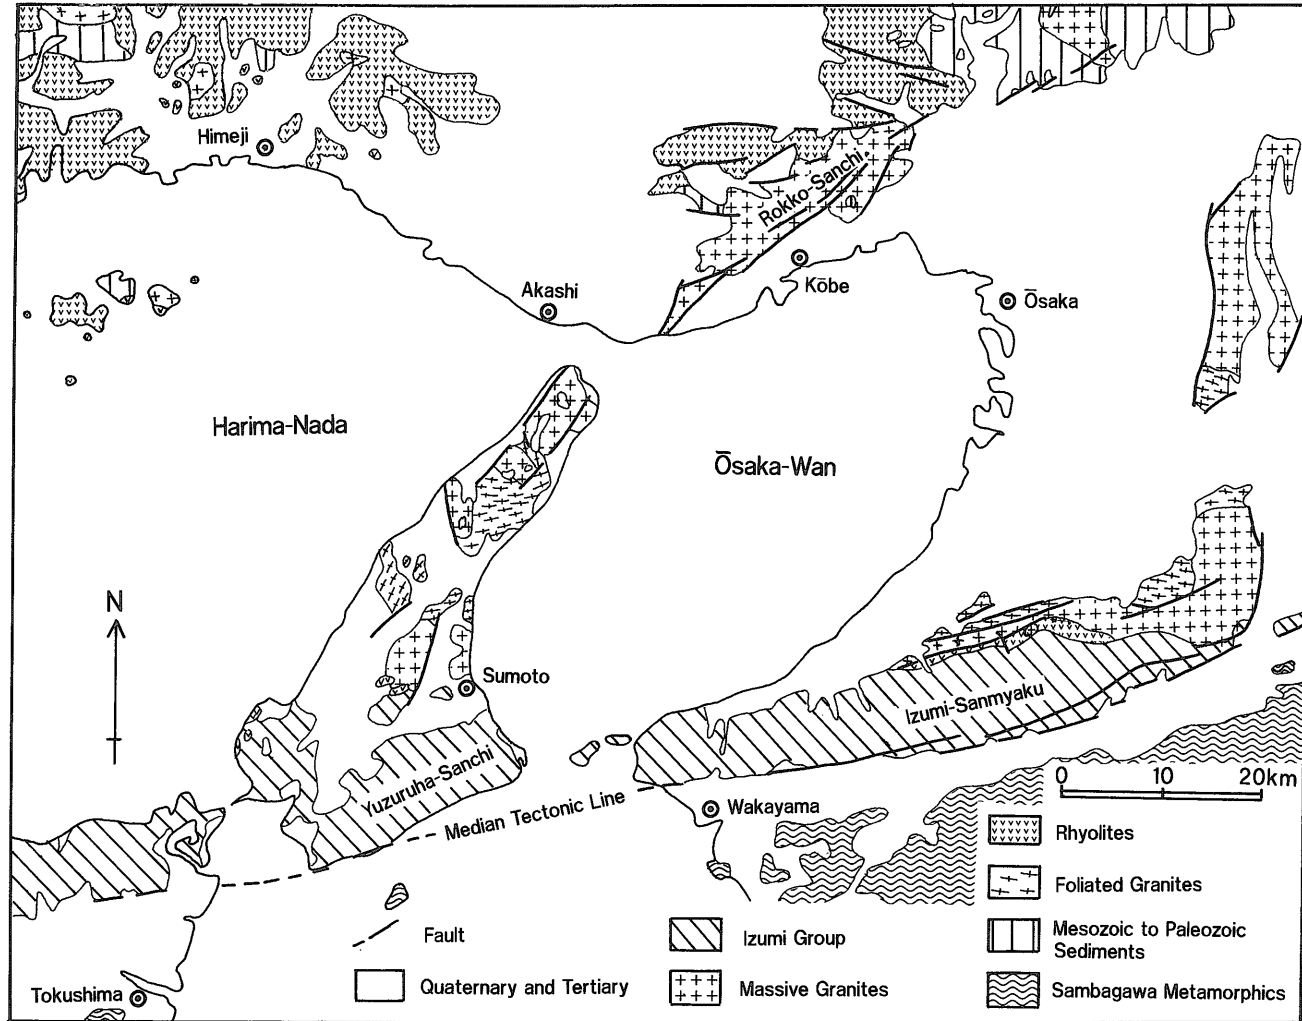 Himeji
Rokko-Sanchi
Akashi
Kōbe
Ōsaka
Harima-Nada
Ōsaka-Wan
N
Sumoto
Izumi-Sanmyaku
Yuzuruha-Sanchi
0 10 20km
Median Tectonic Line
Wakayama
Rhyolites
Foliated Granites
Fault
Izumi Group
Mesozoic to Paleozoic
Sediments
Quaternary and Tertiary
Massive Granites
Sambagawa Metamorphics
Tokushima